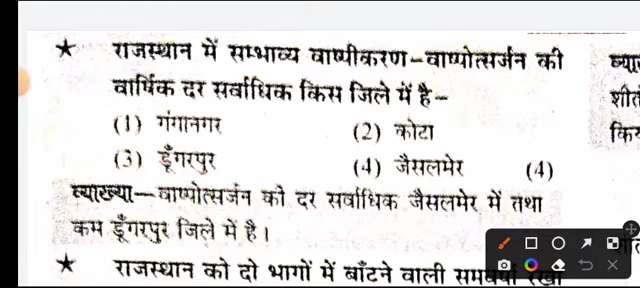 ★ राजस्थान में सम्भाव्य वाष्पीकरण-वाष्पोत्सर्जन की
वार्षिक दर सर्वाधिक किस जिले में है-
(1) गंगानगर (2) कोटा
(3) डूँगरपुर (4) जैसलमेर (4)
व्याख्या-वाष्पोत्सर्जन की दर सर्वाधिक जैसलमेर में तथा
कम डूँगरपुर जिले में है।
★ राजस्थान को दो भागों में बाँटने वाली समवर्षा रेखा